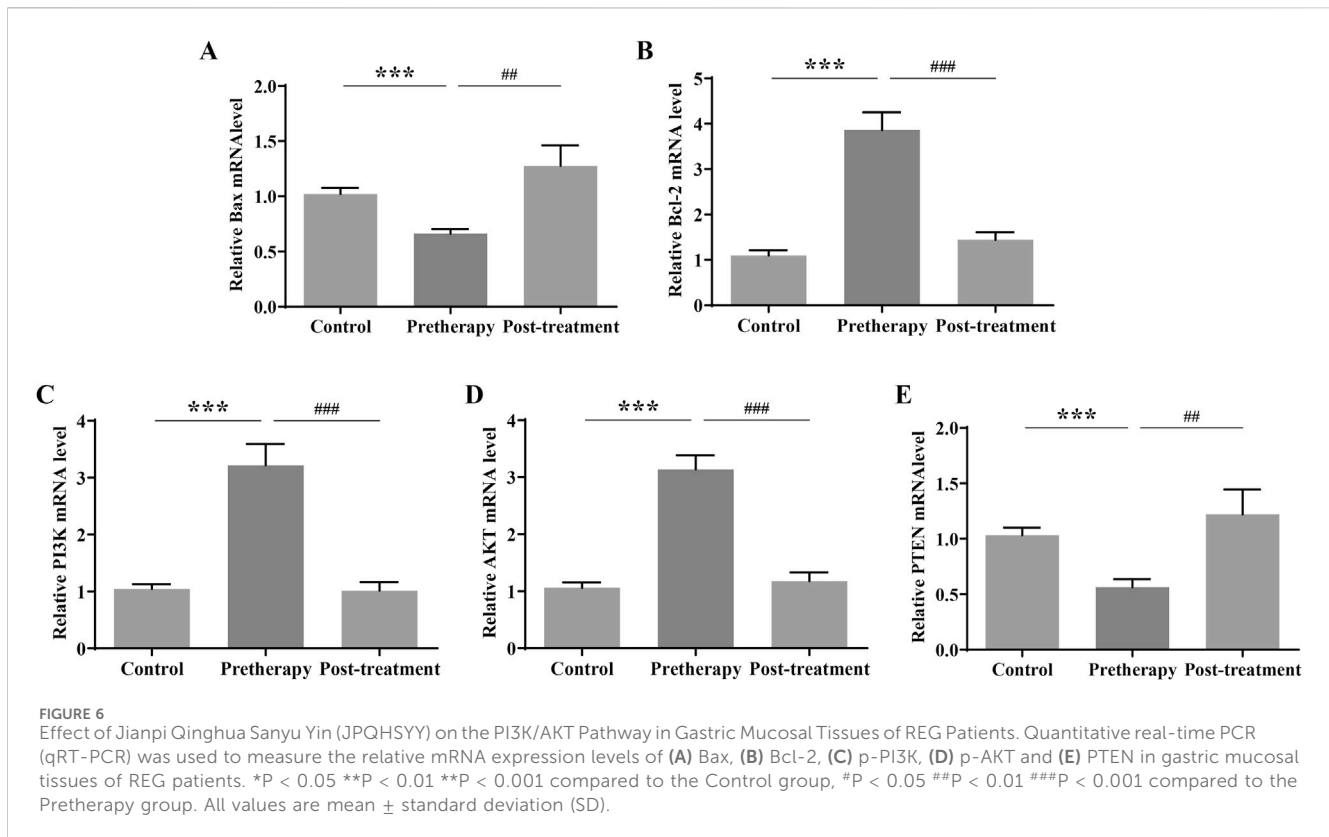 A
*** ##
Relative Bax mRNAlevel
2.0
1.5
1.0
0.5
0.0
Control Pretherapy Post-treatment
B
*** ###
Relative Bcl-2 mRNA level
5
4
3
2
1
0
Control Pretherapy Post-treatment
C
*** ###
Relative PI3K mRNA level
4
3
2
1
0
Control Pretherapy Post-treatment
D
*** ###
Relative AKT mRNA level
4
3
2
1
0
Control Pretherapy Post-treatment
E
*** ##
Relative PTEN mRNAlevel
2.0
1.5
1.0
0.5
0.0
Control Pretherapy Post-treatment
FIGURE 6
Effect of Jianpi Qinghua Sanyu Yin (JPQHSYY) on the PI3K/AKT Pathway in Gastric Mucosal Tissues of REG Patients. Quantitative real-time PCR
(qRT-PCR) was used to measure the relative mRNA expression levels of (A) Bax, (B) Bcl-2, (C) p-PI3K, (D) p-AKT and (E) PTEN in gastric mucosal
tissues of REG patients. *P < 0.05 **P < 0.01 **P < 0.001 compared to the Control group, #P < 0.05 ##P < 0.01 ###P < 0.001 compared to the
Pretherapy group. All values are mean ± standard deviation (SD).